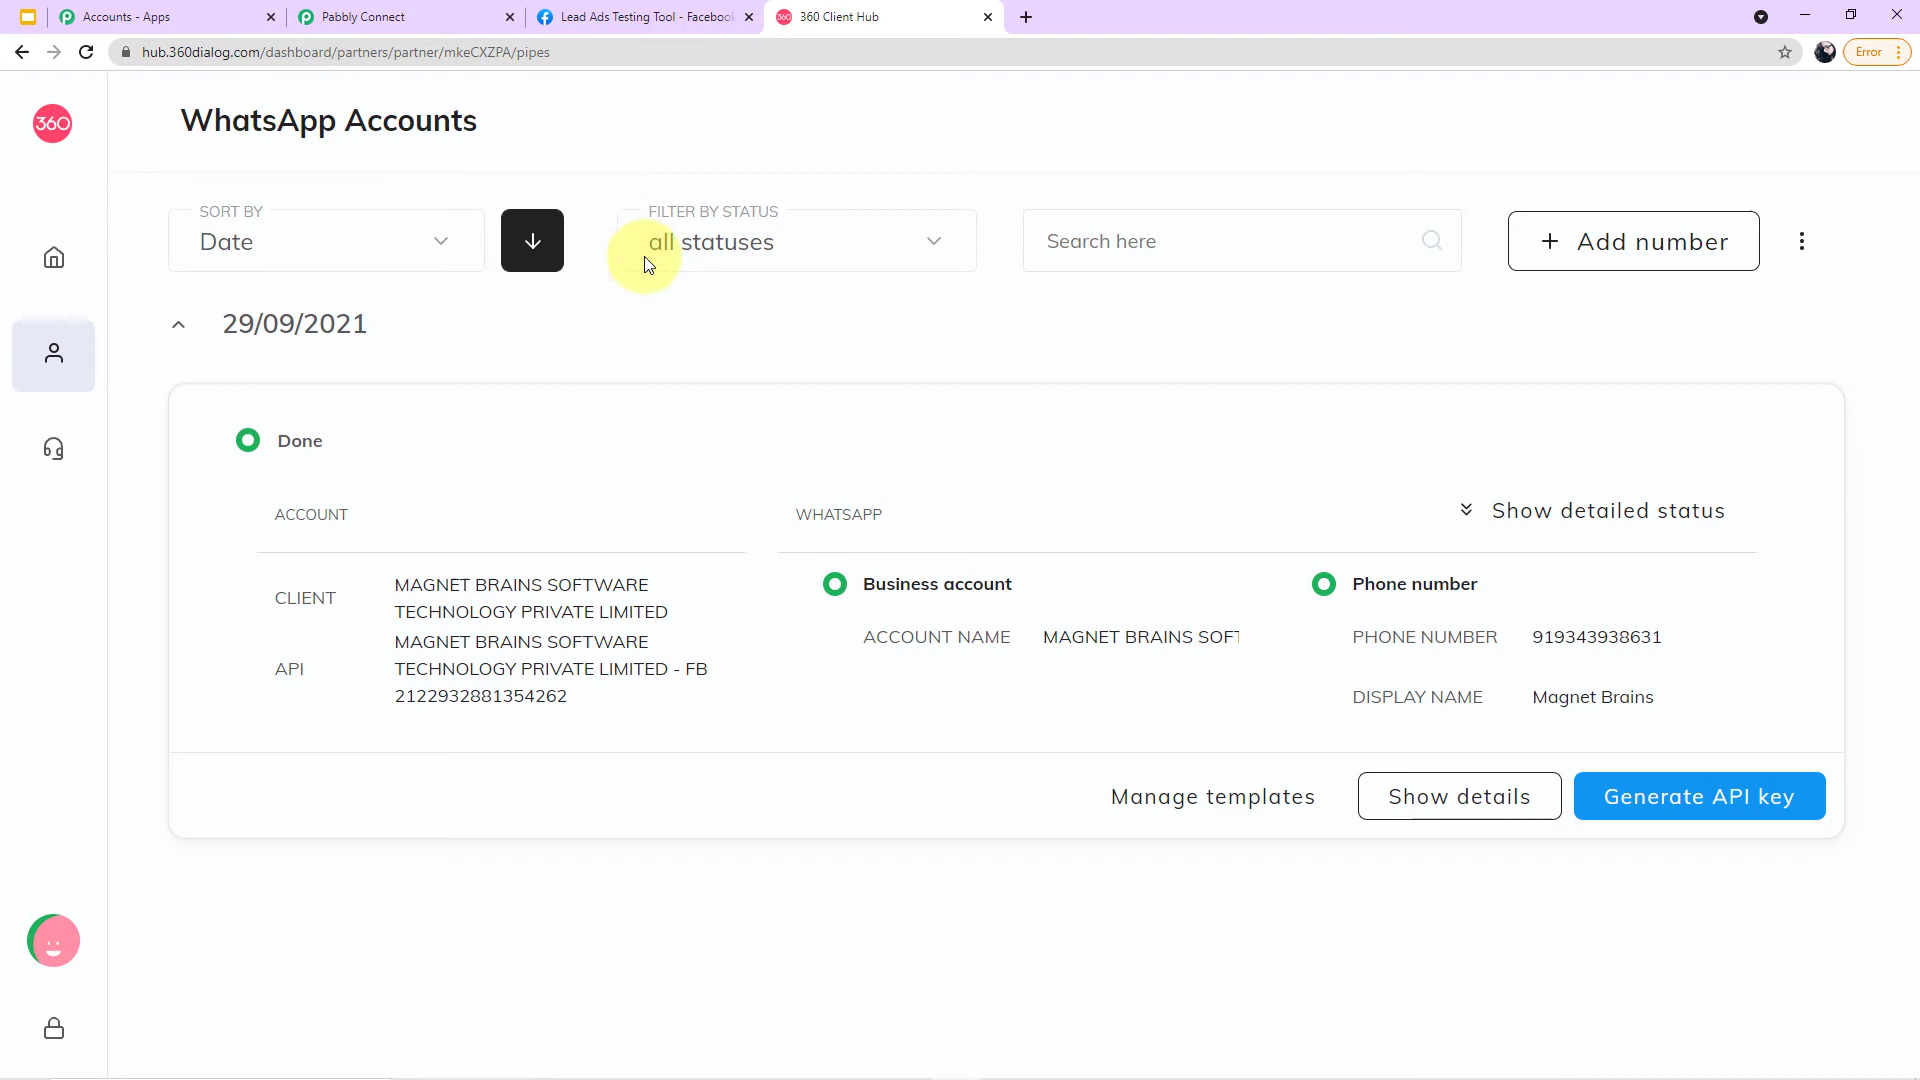 Accounts - Apps
Pabbly Connect
Lead Ads Testing Tool - Facebook
360 Client Hub
hub.360dialog.com/dashboard/partners/partner/mkeCXZPA/pipes
Error
360
WhatsApp Accounts
SORT BY
Date
FILTER BY STATUS
all statuses
Search here
+ Add number
29/09/2021
Done
ACCOUNT
WHATSAPP
Show detailed status
CLIENT
MAGNET BRAINS SOFTWARE
TECHNOLOGY PRIVATE LIMITED
API
MAGNET BRAINS SOFTWARE
TECHNOLOGY PRIVATE LIMITED - FB
2122932881354262
Business account
ACCOUNT NAME MAGNET BRAINS SOFT
Phone number
PHONE NUMBER 919343938631
DISPLAY NAME Magnet Brains
Manage templates
Show details
Generate API key